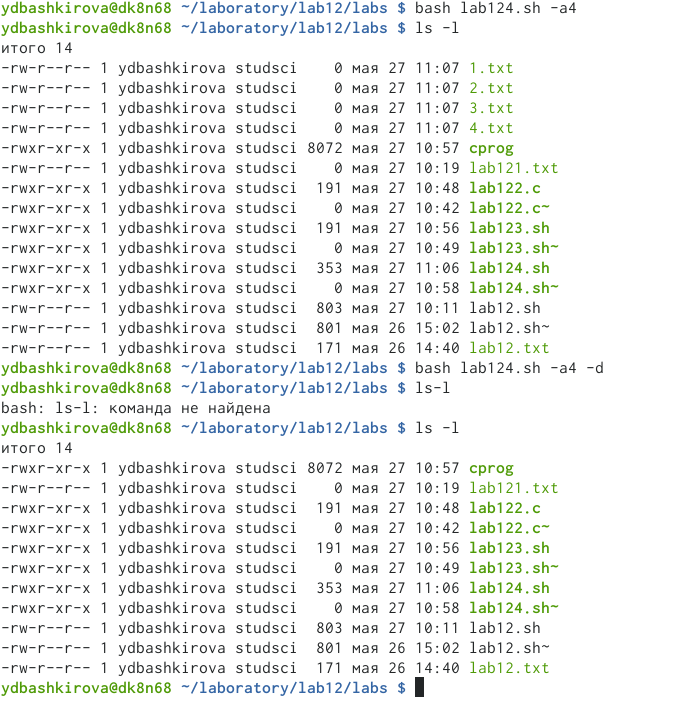 ydbashkirova@dk8n68 ~/laboratory/lab12/labs $ bash lab124.sh -a4
ydbashkirova@dk8n68 ~/laboratory/lab12/labs $ ls -l
итого 14
-rw-r--r-- 1 ydbashkirova studsci    0 мая 27 11:07 1.txt
-rw-r--r-- 1 ydbashkirova studsci    0 мая 27 11:07 2.txt
-rw-r--r-- 1 ydbashkirova studsci    0 мая 27 11:07 3.txt
-rw-r--r-- 1 ydbashkirova studsci    0 мая 27 11:07 4.txt
-rwxr-xr-x 1 ydbashkirova studsci 8072 мая 27 10:57 cprog
-rw-r--r-- 1 ydbashkirova studsci    0 мая 27 10:19 lab121.txt
-rwxr-xr-x 1 ydbashkirova studsci  191 мая 27 10:48 lab122.c
-rwxr-xr-x 1 ydbashkirova studsci    0 мая 27 10:42 lab122.c~
-rwxr-xr-x 1 ydbashkirova studsci  191 мая 27 10:56 lab123.sh
-rwxr-xr-x 1 ydbashkirova studsci    0 мая 27 10:49 lab123.sh~
-rwxr-xr-x 1 ydbashkirova studsci  353 мая 27 11:06 lab124.sh
-rwxr-xr-x 1 ydbashkirova studsci    0 мая 27 10:58 lab124.sh~
-rw-r--r-- 1 ydbashkirova studsci  803 мая 27 10:11 lab12.sh
-rw-r--r-- 1 ydbashkirova studsci  801 мая 26 15:02 lab12.sh~
-rw-r--r-- 1 ydbashkirova studsci  171 мая 26 14:40 lab12.txt
ydbashkirova@dk8n68 ~/laboratory/lab12/labs $ bash lab124.sh -a4 -d
ydbashkirova@dk8n68 ~/laboratory/lab12/labs $ ls-l
bash: ls-l: команда не найдена
ydbashkirova@dk8n68 ~/laboratory/lab12/labs $ ls -l
итого 14
-rwxr-xr-x 1 ydbashkirova studsci 8072 мая 27 10:57 cprog
-rw-r--r-- 1 ydbashkirova studsci    0 мая 27 10:19 lab121.txt
-rwxr-xr-x 1 ydbashkirova studsci  191 мая 27 10:48 lab122.c
-rwxr-xr-x 1 ydbashkirova studsci    0 мая 27 10:42 lab122.c~
-rwxr-xr-x 1 ydbashkirova studsci  191 мая 27 10:56 lab123.sh
-rwxr-xr-x 1 ydbashkirova studsci    0 мая 27 10:49 lab123.sh~
-rwxr-xr-x 1 ydbashkirova studsci  353 мая 27 11:06 lab124.sh
-rwxr-xr-x 1 ydbashkirova studsci    0 мая 27 10:58 lab124.sh~
-rw-r--r-- 1 ydbashkirova studsci  803 мая 27 10:11 lab12.sh
-rw-r--r-- 1 ydbashkirova studsci  801 мая 26 15:02 lab12.sh~
-rw-r--r-- 1 ydbashkirova studsci  171 мая 26 14:40 lab12.txt
ydbashkirova@dk8n68 ~/laboratory/lab12/labs $